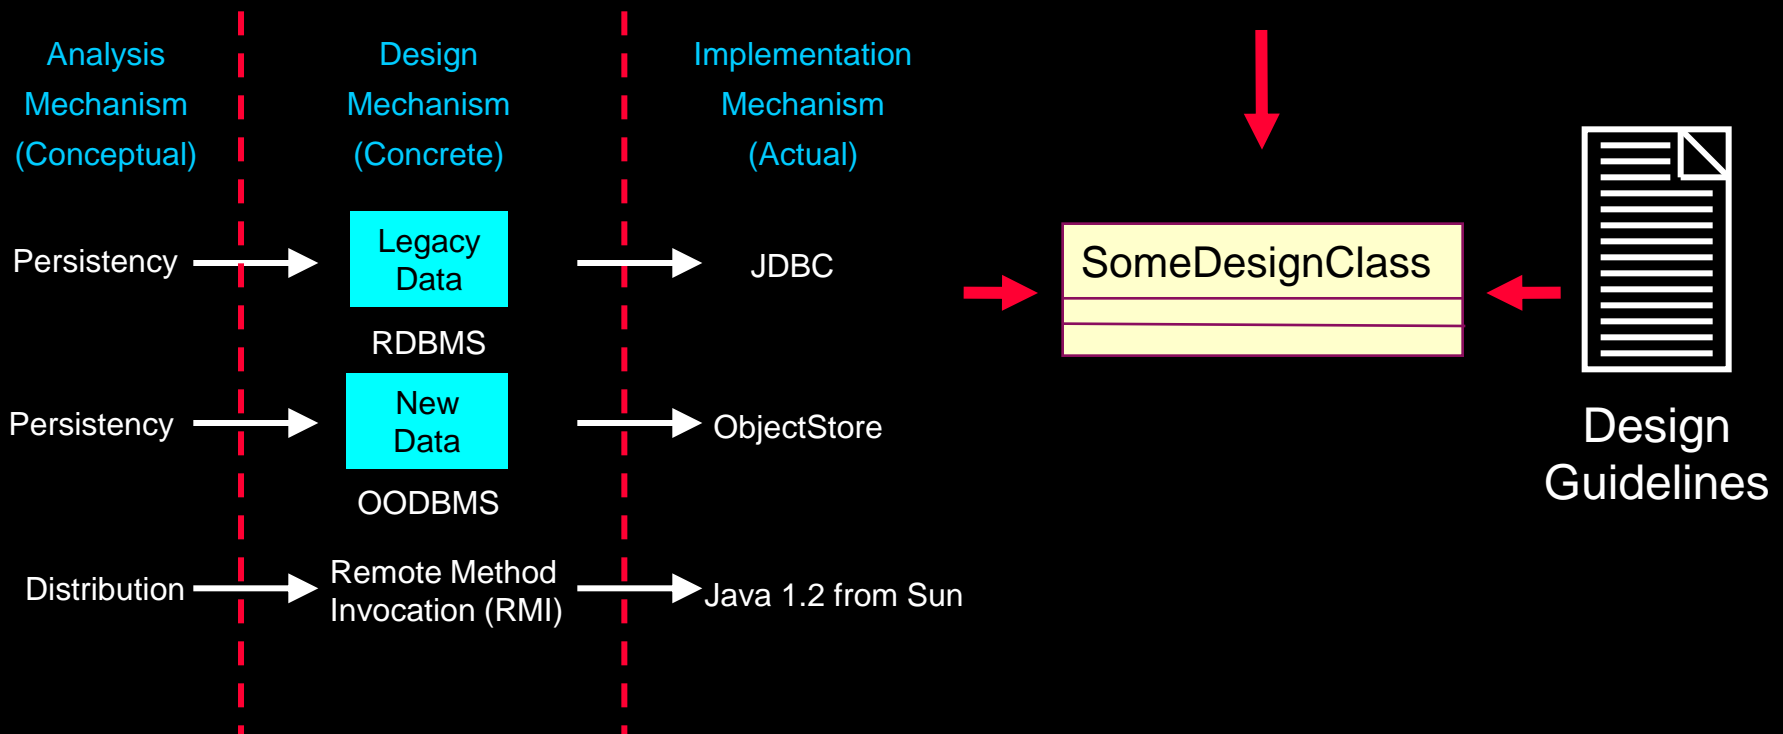 Analysis
Mechanism
(Conceptual)
Design
Mechanism
(Concrete)
Implementation
Mechanism
(Actual)
Persistency
Legacy
Data
RDBMS
JDBC
Persistency
New
Data
OODBMS
ObjectStore
Distribution
Remote Method
Invocation (RMI)
Java 1.2 from Sun
SomeDesignClass
Design
Guidelines